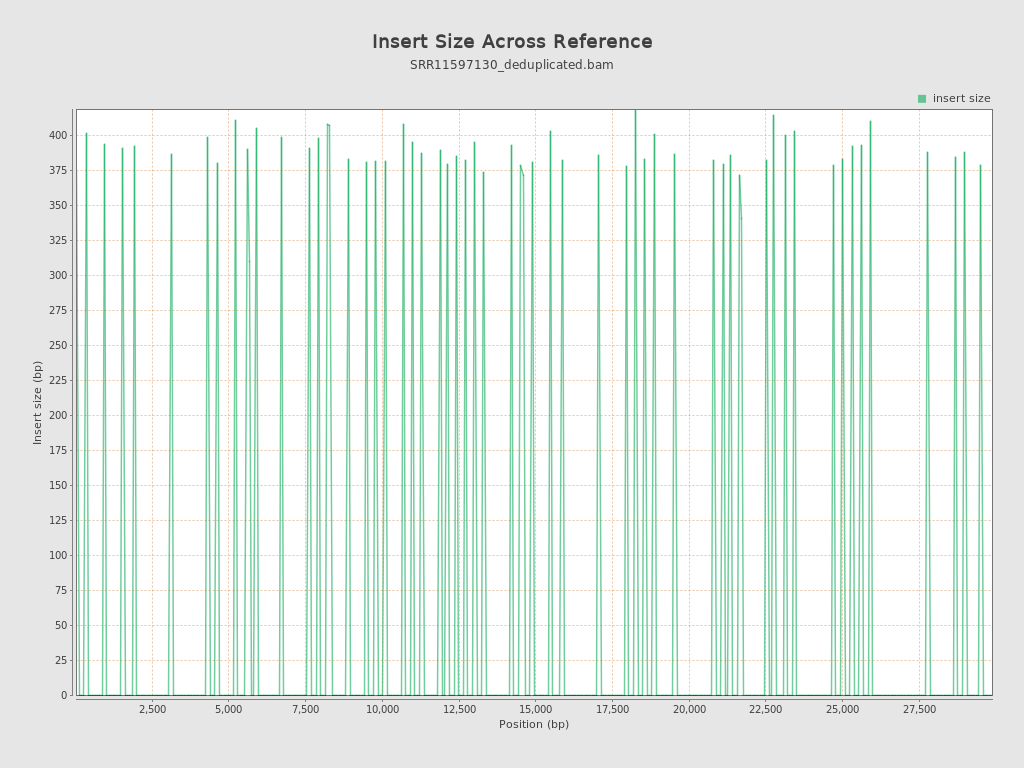 Insert Size Across Reference
SRR11597130_deduplicated.bam
insert size
Insert size (bp)
400
375
350
325
300
275
250
225
200
175
150
125
100
75
50
25
0
2,500 5,000 7,500 10,000 12,500 15,000 17,500 20,000 22,500 25,000 27,500
Position (bp)